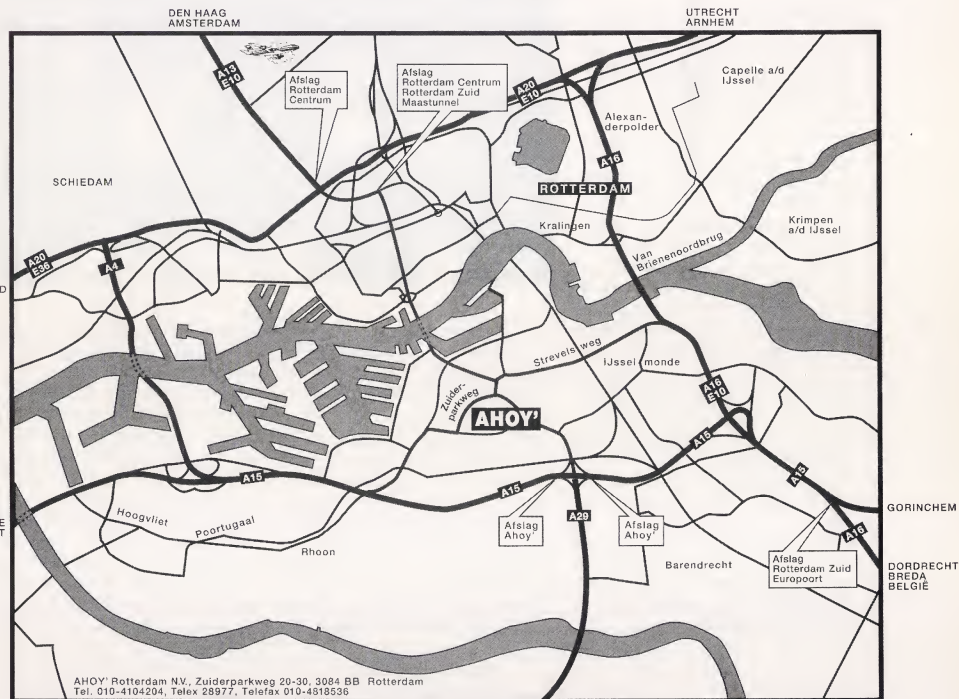 DEN HAAG
AMSTERDAM
UTRECHT
ARNHEM
A13
E10
Afslag
Rotterdam
Centrum
Afslag
Rotterdam Centrum
Rotterdam Zuid
Maastunnel
A20
E10
Capelle a/d
IJssel
Alexan-
derpolder
A16
SCHIEDAM
ROTTERDAM
Kralingen
Krimpen
a/d IJssel
Van
Brienenoordbrug
A20
E36
A4
D
Strevelsweg
IJsselmonde
Zuider-
parkweg
A16
E10
AHOY'
A15
A15
A15
A15
Hoogvliet
Poortugaal
Rhoon
Afslag
Ahoy'
A29
Afslag
Ahoy'
Barendrecht
Afslag
Rotterdam Zuid
Europoort
A16
GORINCHEM
E
T
DORDRECHT
BREDA
BELGIË
AHOY' Rotterdam N.V., Zuiderparkweg 20-30, 3084 BB Rotterdam
Tel. 010-4104204, Telex 28977, Telefax 010-4818536